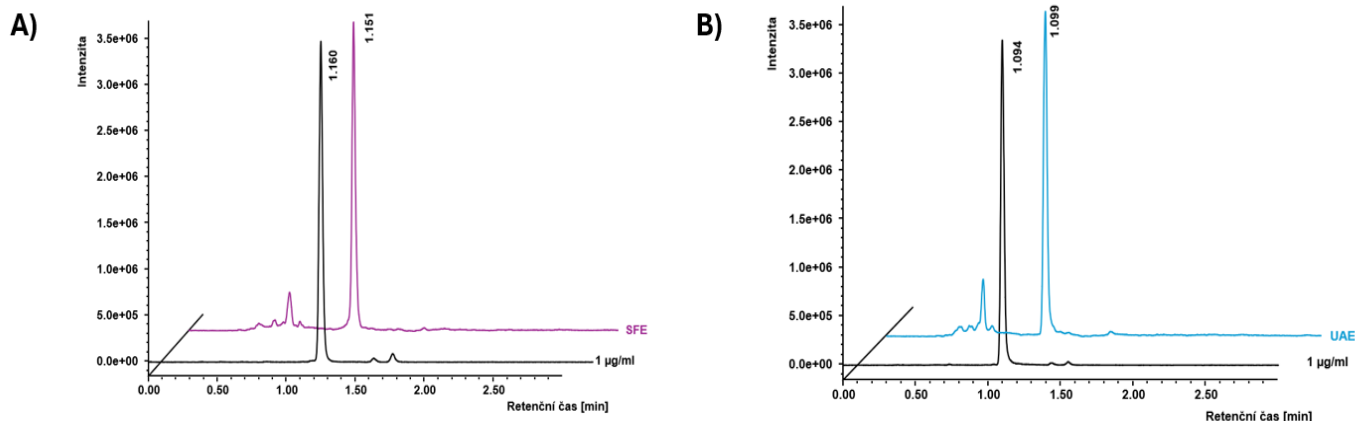 A)
Intenzita
3.5e+06
3.0e+06
2.5e+06
2.0e+06
1.5e+06
1.0e+06
5.0e+05
0.0e+00
1.160
1.151
SFE
1 µg/ml
0.00
0.50
1.00
1.50
2.00
2.50
Retenční čas [min]
B)
Intenzita
3.5e+06
3.0e+06
2.5e+06
2.0e+06
1.5e+06
1.0e+06
5.0e+05
0.0e+00
1.094
1.099
UAE
1 µg/ml
0.00
0.50
1.00
1.50
2.00
2.50
Retenční čas [min]